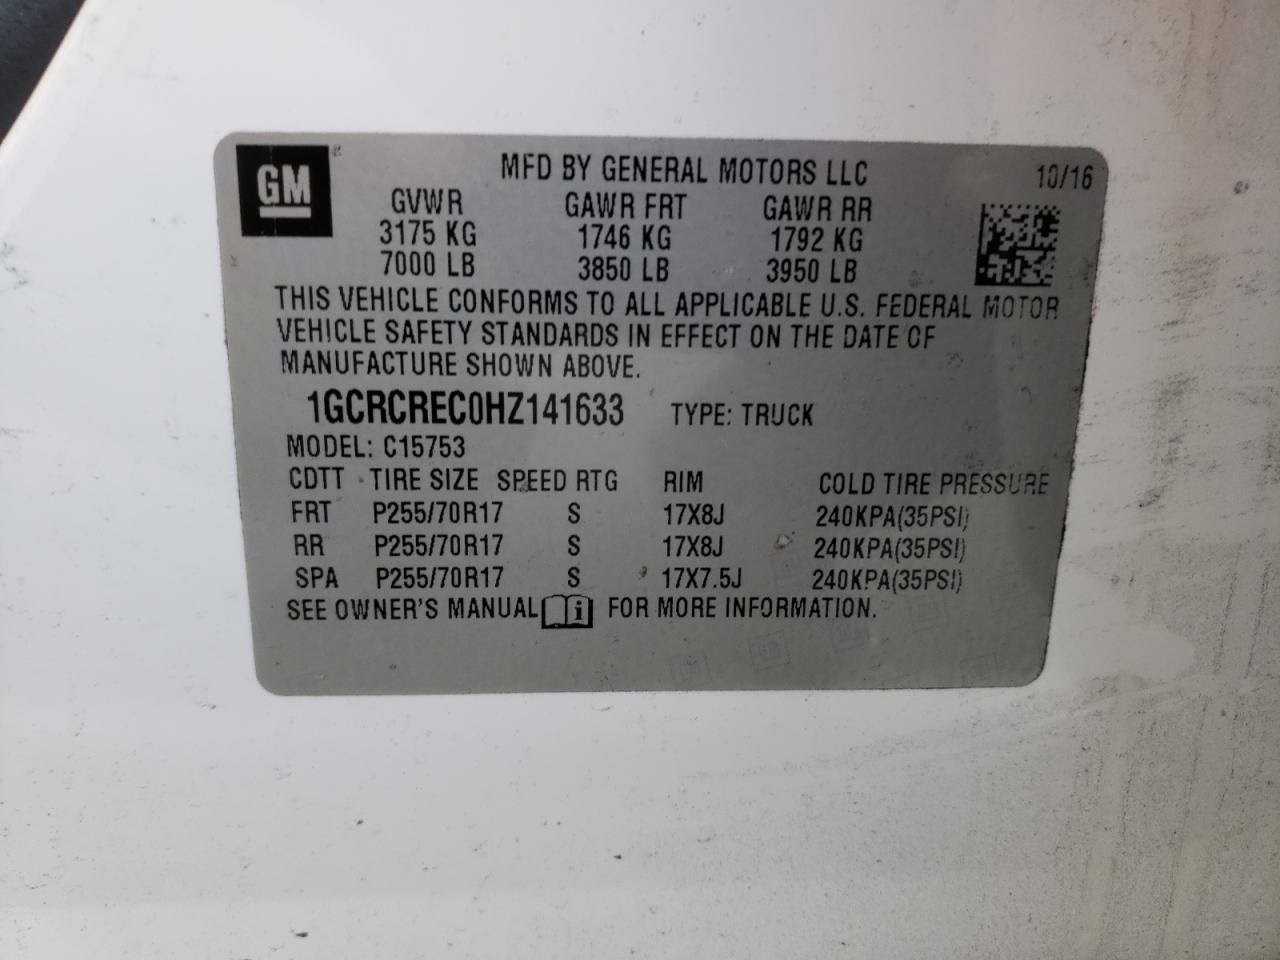 GM
MFD BY GENERAL MOTORS LLC 10/16
GVWR GAWR FRT GAWR RR
3175 KG 1746 KG 1792 KG
7000 LB 3850 LB 3950 LB
THIS VEHICLE CONFORMS TO ALL APPLICABLE U.S. FEDERAL MOTOR
VEHICLE SAFETY STANDARDS IN EFFECT ON THE DATE OF
MANUFACTURE SHOWN ABOVE.
1GCRCREC0HZ141633 TYPE: TRUCK
MODEL: C15753
CDTT TIRE SIZE SPEED RTG RIM COLD TIRE PRESSURE
FRT P255/70R17 S 17X8J 240KPA(35PSI)
RR P255/70R17 S 17X8J 240KPA(35PSI)
SPA P255/70R17 S 17X7.5J 240KPA(35PSI)
SEE OWNER'S MANUAL i FOR MORE INFORMATION.